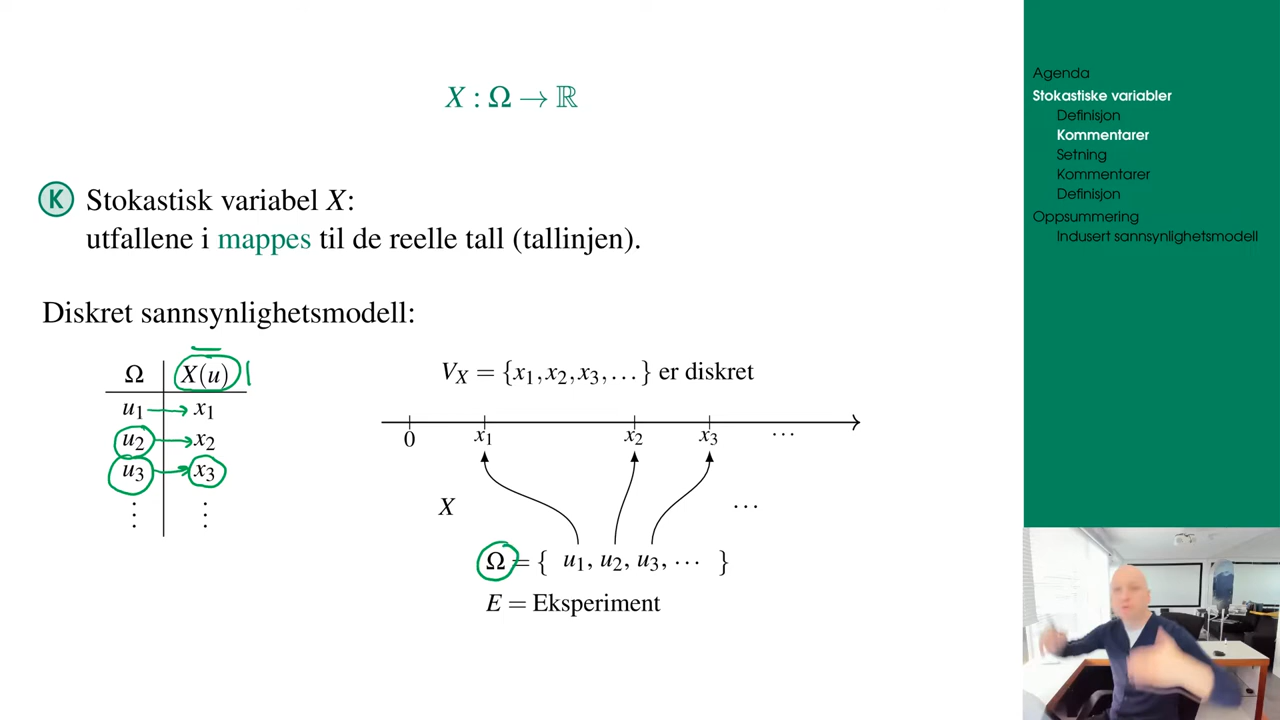 X : Ω → ℝ
K Stokastisk variabel X:
utfallene i mappes til de reelle tall (tallinjen).
Diskret sannsynlighetsmodell:
Ω X(u)
u₁ → x₁
u₂ → x₂
u₃ → x₃
⋮ ⋮
V_X = {x₁, x₂, x₃, …} er diskret
0 x₁ x₂ x₃ ⋯
X ⋯
Ω = { u₁, u₂, u₃, ⋯ }
E = Eksperiment
Agenda
Stokastiske variabler
Definisjon
Kommentarer
Setning
Kommentarer
Definisjon
Oppsummering
Indusert sannsynlighetsmodell